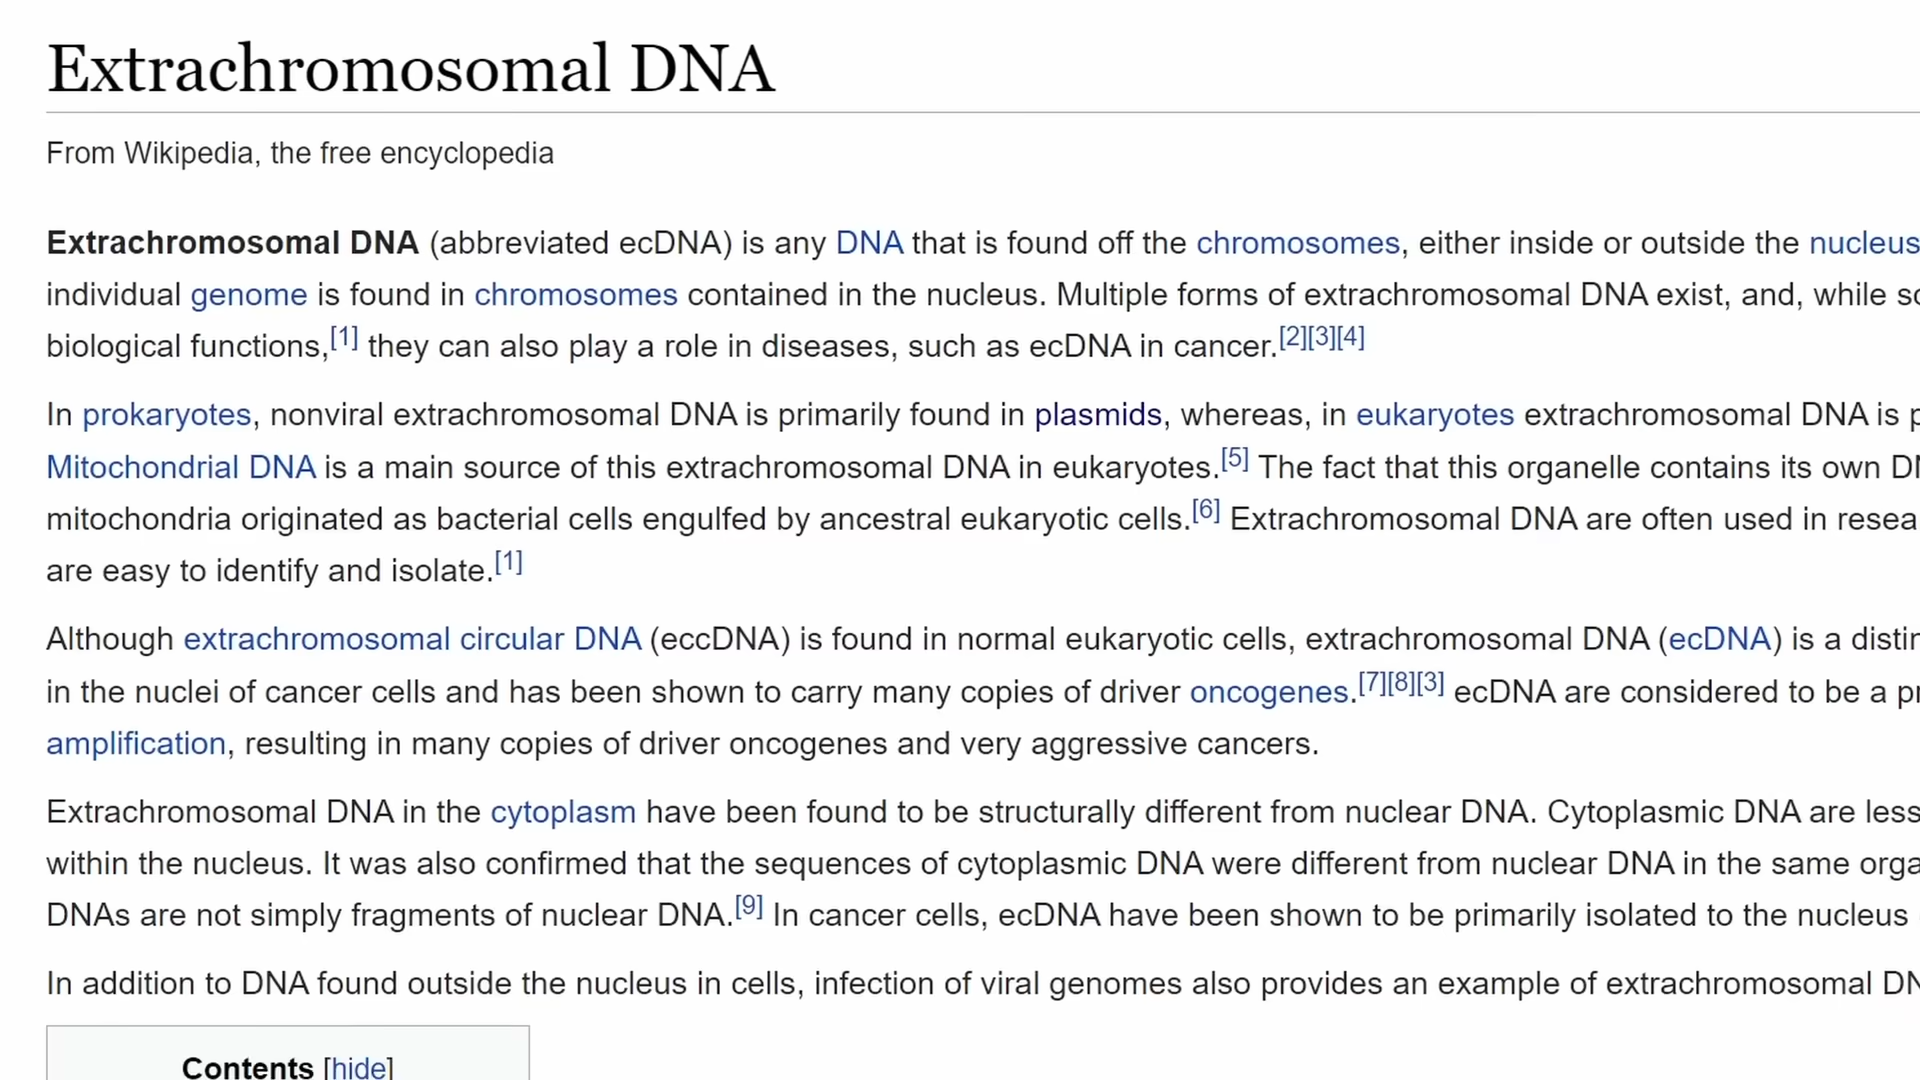 Extrachromosomal DNA
From Wikipedia, the free encyclopedia
Extrachromosomal DNA (abbreviated ecDNA) is any DNA that is found off the chromosomes, either inside or outside the nucleus
individual genome is found in chromosomes contained in the nucleus. Multiple forms of extrachromosomal DNA exist, and, while
biological functions,[1] they can also play a role in diseases, such as ecDNA in cancer.[2][3][4]
In prokaryotes, nonviral extrachromosomal DNA is primarily found in plasmids, whereas, in eukaryotes extrachromosomal DNA is
Mitochondrial DNA is a main source of this extrachromosomal DNA in eukaryotes.[5] The fact that this organelle contains its own
mitochondria originated as bacterial cells engulfed by ancestral eukaryotic cells.[6] Extrachromosomal DNA are often used in
are easy to identify and isolate.[1]
Although extrachromosomal circular DNA (eccDNA) is found in normal eukaryotic cells, extrachromosomal DNA (ecDNA) is a
in the nuclei of cancer cells and has been shown to carry many copies of driver oncogenes.[7][8][3] ecDNA are considered to be a
amplification, resulting in many copies of driver oncogenes and very aggressive cancers.
Extrachromosomal DNA in the cytoplasm have been found to be structurally different from nuclear DNA. Cytoplasmic DNA are less
within the nucleus. It was also confirmed that the sequences of cytoplasmic DNA were different from nuclear DNA in the same
DNAs are not simply fragments of nuclear DNA.[9] In cancer cells, ecDNA have been shown to be primarily isolated to the nucleus
In addition to DNA found outside the nucleus in cells, infection of viral genomes also provides an example of extrachromosomal
Contents [hide]